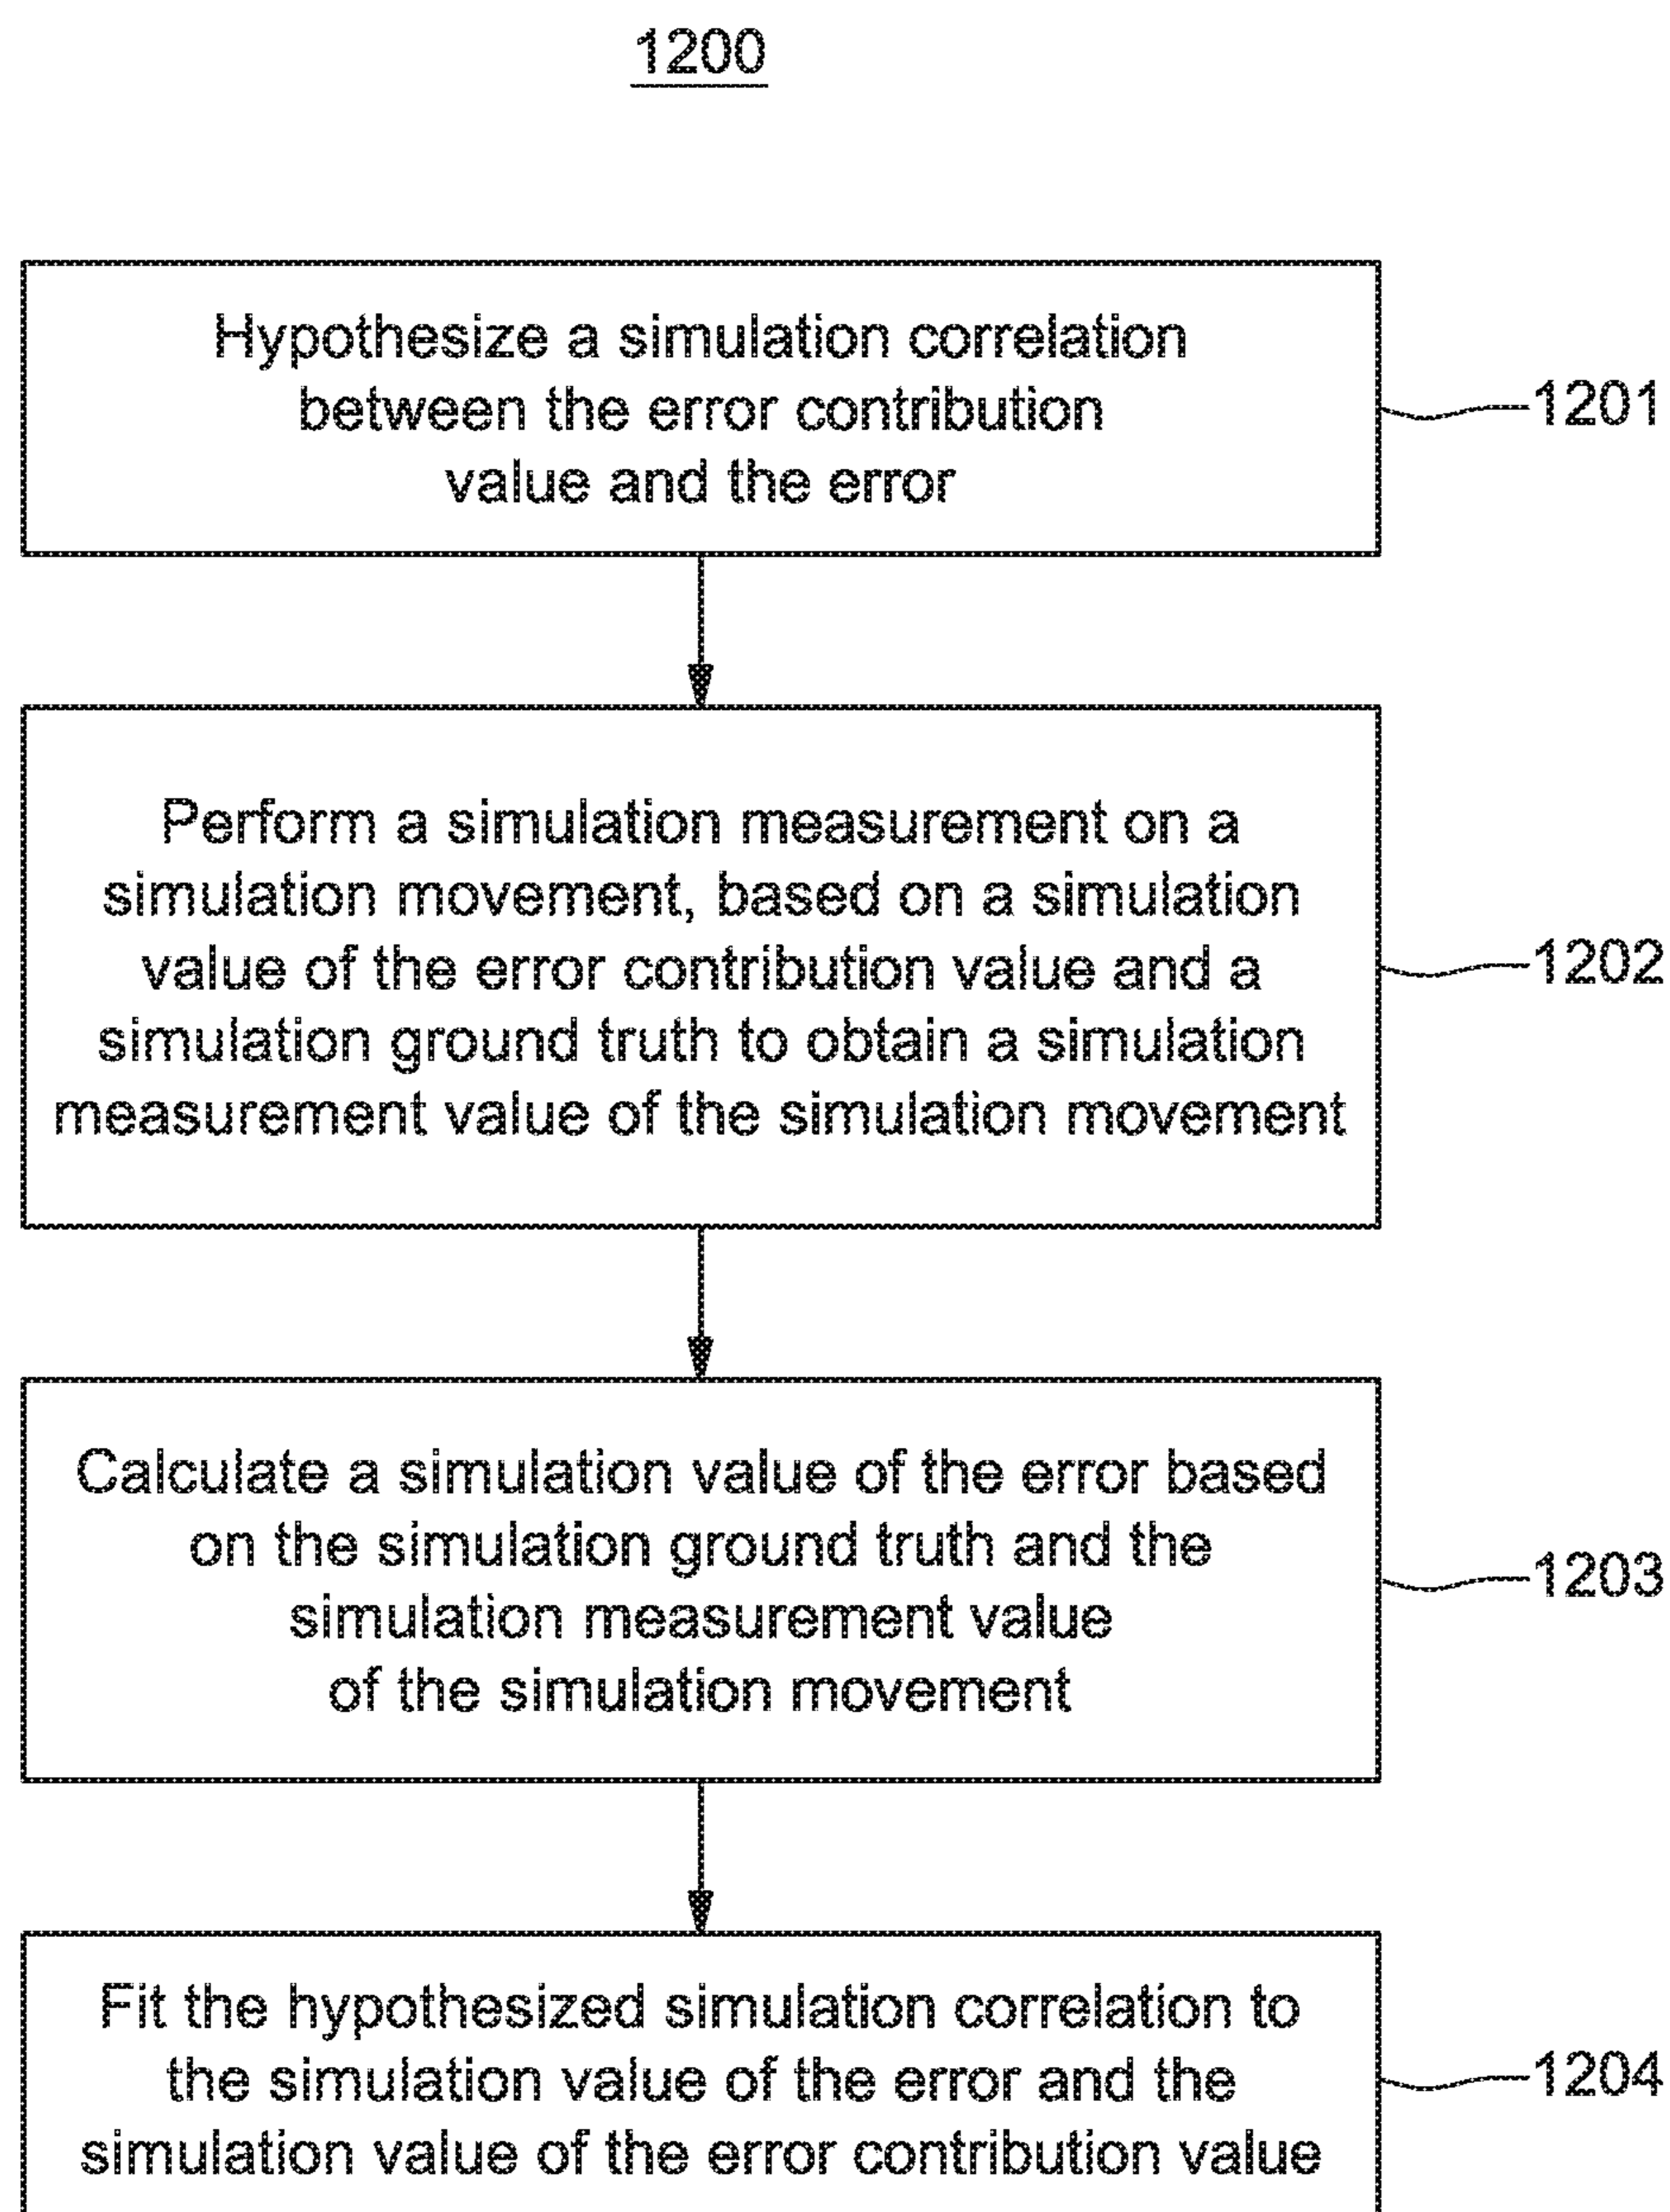 1200
Hypothesize a simulation correlation
between the error contribution
value and the error
1201
Perform a simulation measurement on a
simulation movement, based on a simulation
value of the error contribution value and a
simulation ground truth to obtain a simulation
measurement value of the simulation movement
1202
Calculate a simulation value of the error based
on the simulation ground truth and the
simulation measurement value
of the simulation movement
1203
Fit the hypothesized simulation correlation to
the simulation value of the error and the
simulation value of the error contribution value
1204